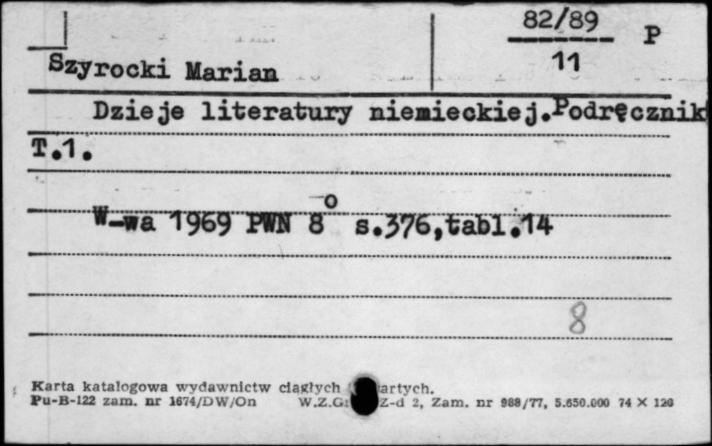 82/89 P
11
Szyrocki Marian
Dzieje literatury niemieckiej.Podręcznik
T.1.
W-wa 1969 PWN 8° s.376,tabl.14
8
Karta katalogowa wydawnictw ciągłych artych.
Pu-B-122 zam. nr 1674/DW/On W.Z.G Z-d 2, Zam. nr 988/77, 5.650.000 74 X 120